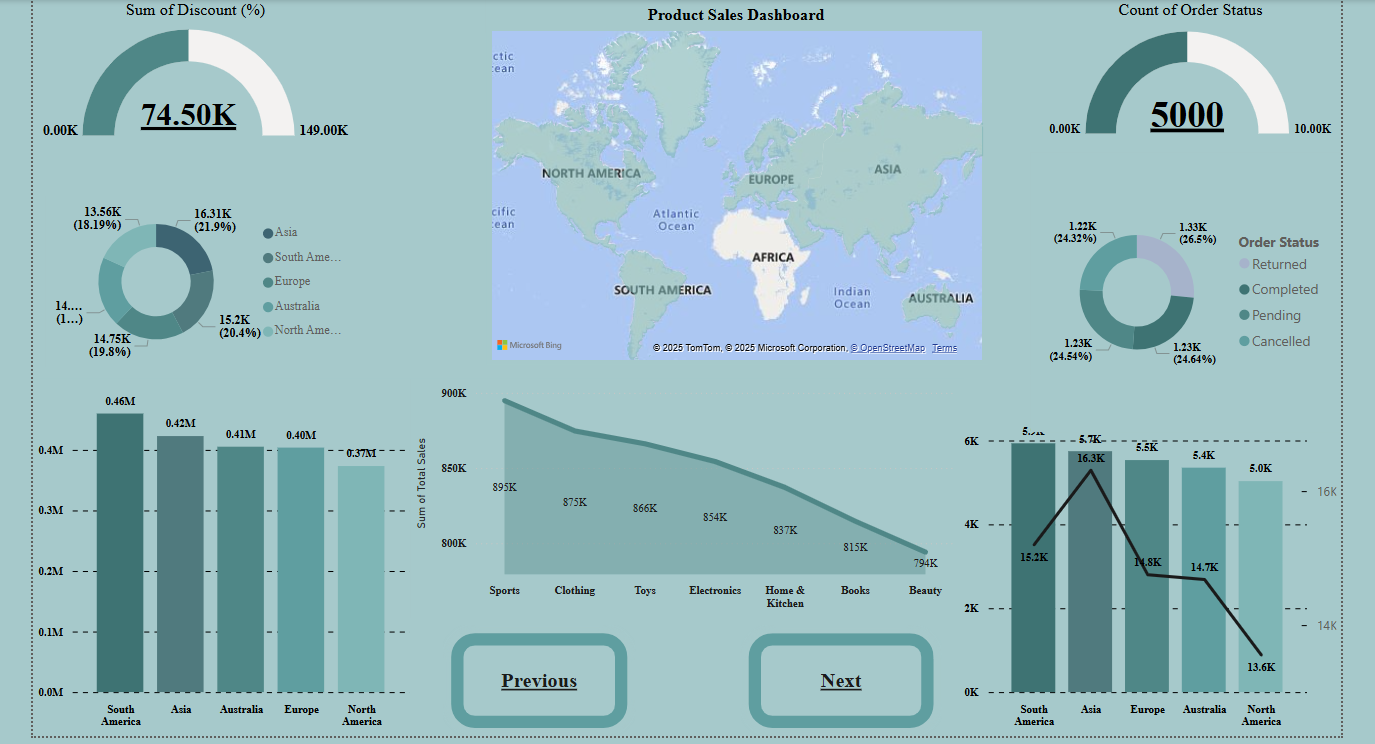 Sum of Discount (%)
74.50K
0.00K
149.00K
Product Sales Dashboard
ctic
ean
NORTH AMERICA
EUROPE
ASIA
cific
ean
Atlantic
Ocean
AFRICA
SOUTH AMERICA
Indian
Ocean
AUSTRALIA
Microsoft Bing
© 2025 TomTom, © 2025 Microsoft Corporation, © OpenStreetMap Terms
Count of Order Status
5000
0.00K
10.00K
13.56K
(18.19%)
16.31K
(21.9%)
14....
(1...)
14.75K
(19.8%)
15.2K
(20.4%)
Asia
South Ame...
Europe
Australia
North Ame...
1.22K
(24.32%)
1.33K
(26.5%)
1.23K
(24.54%)
1.23K
(24.64%)
Order Status
Returned
Completed
Pending
Cancelled
0.46M
0.42M
0.41M
0.40M
0.37M
0.4M
0.3M
0.2M
0.1M
0.0M
South
America
Asia
Australia
Europe
North
America
Sum of Total Sales
900K
850K
800K
895K
875K
866K
854K
837K
815K
794K
Sports
Clothing
Toys
Electronics
Home &
Kitchen
Books
Beauty
Previous
Next
6K
4K
2K
0K
5.7K
5.5K
5.4K
5.0K
15.2K
16.3K
14.8K
14.7K
13.6K
16K
14K
South
America
Asia
Europe
Australia
North
America